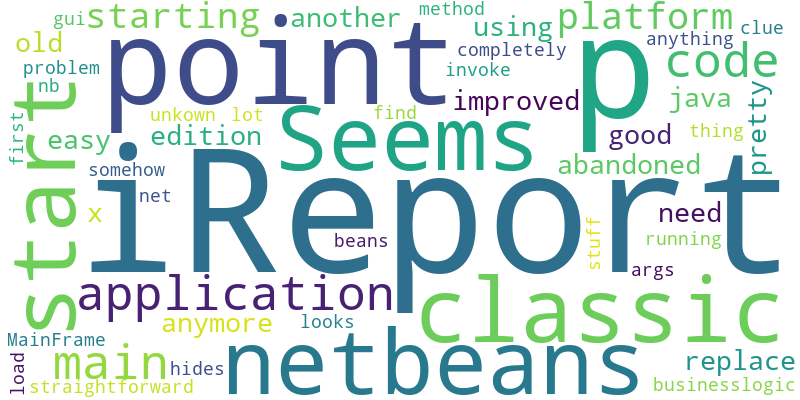 gui starting another method platform
old point using p clue
problem completely anything code
nb start invoke improved java pretty
first unkown lot find good thing
easy edition Seems abandoned
somehow iReport
x net need
beans stuff running
application args
anymore looks classic
MainFrame main hides netbeans replace
load straightforward businesslogic